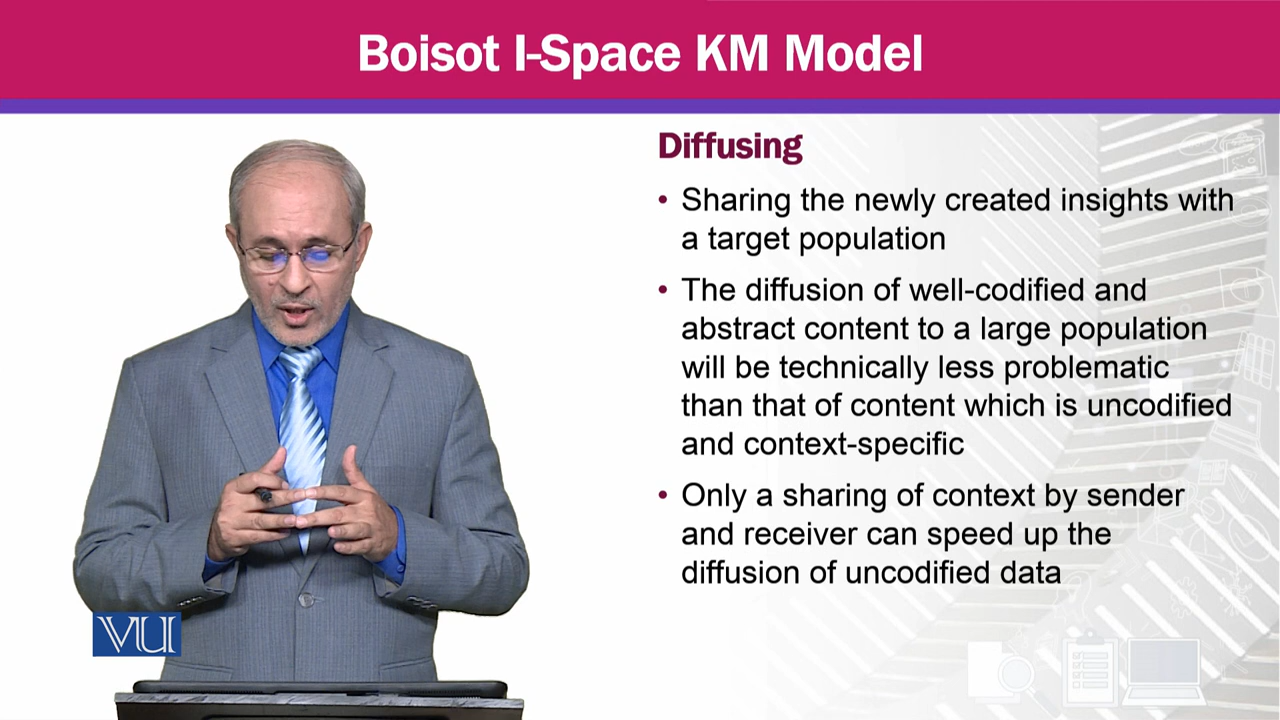 Boisot I-Space KM Model
Diffusing
• Sharing the newly created insights with
a target population
• The diffusion of well-codified and
abstract content to a large population
will be technically less problematic
than that of content which is uncodified
and context-specific
• Only a sharing of context by sender
and receiver can speed up the
diffusion of uncodified data
VU